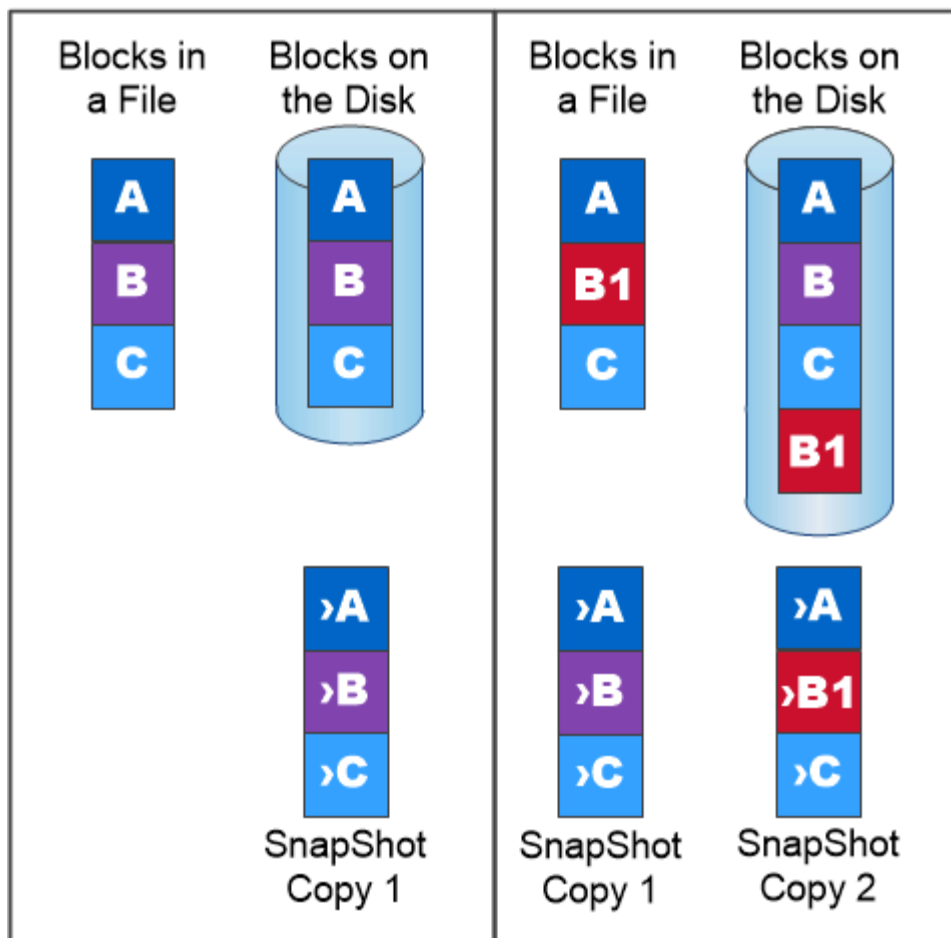 Blocks in
a File
Blocks on
the Disk
A
B
C
A
B
C
›A
›B
›C
SnapShot
Copy 1
Blocks in
a File
Blocks on
the Disk
A
B1
C
A
B
C
B1
›A
›B
›C
SnapShot
Copy 1
›A
›B1
›C
SnapShot
Copy 2